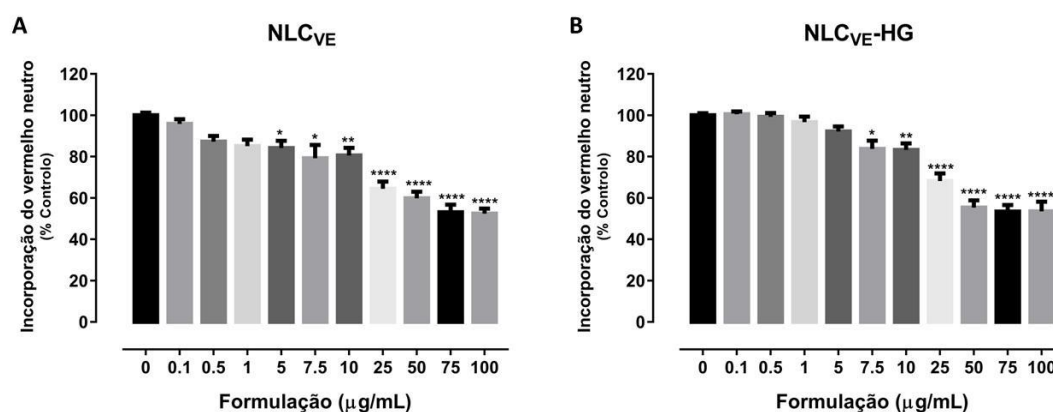 A
NLCVE
Incorporação do vermelho neutro
(% Controlo)
120
100
80
60
40
20
0
* * ** **** **** **** ****
0 0.1 0.5 1 5 7.5 10 25 50 75 100
Formulação (μg/mL)
B
NLCVE-HG
Incorporação do vermelho neutro
(% Controlo)
120
100
80
60
40
20
0
* ** **** **** **** ****
0 0.1 0.5 1 5 7.5 10 25 50 75 100
Formulação (μg/mL)